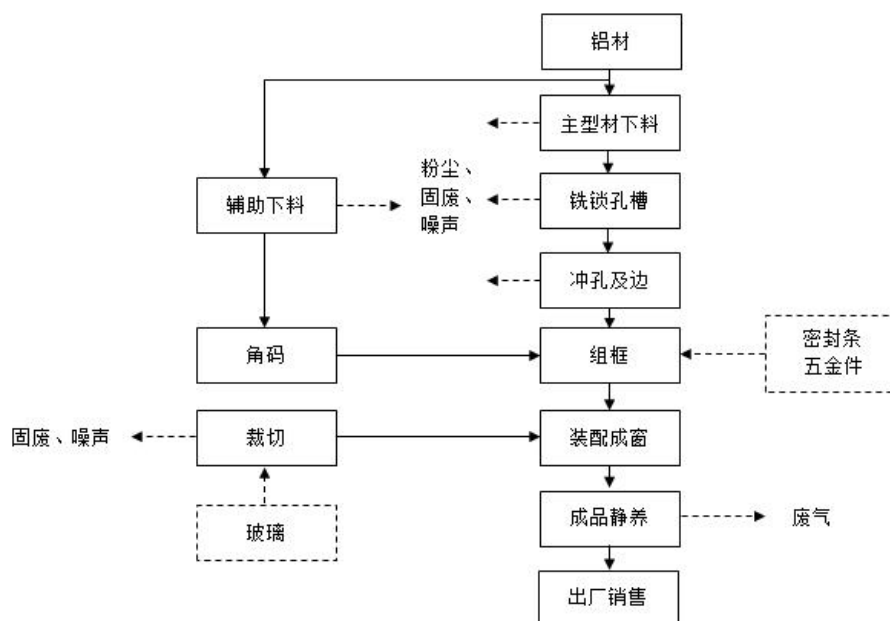 铝材
主型材下料
粉尘、
固废、
噪声
辅助下料
铣锁孔槽
冲孔及边
角码
组框
密封条
五金件
固废、噪声
裁切
装配成窗
玻璃
成品静养
废气
出厂销售